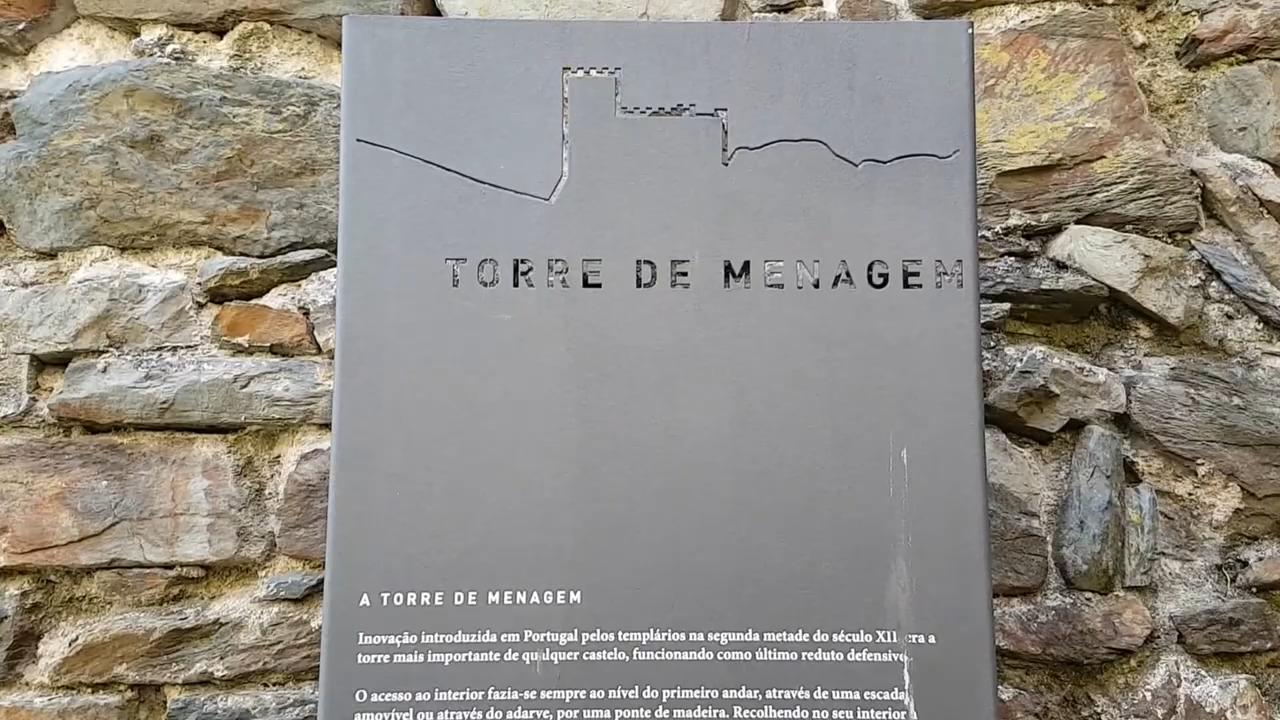 TORRE DE MENAGEM
A TORRE DE MENAGEM
Inovação introduzida em Portugal pelos templários na segunda metade do século XII era a
torre mais importante de qualquer castelo, funcionando como último reduto defensivo
O acesso ao interior fazia-se sempre ao nível do primeiro andar, através de uma escada
amovível ou através do adarve, por uma ponte de madeira. Recolhendo no seu interior